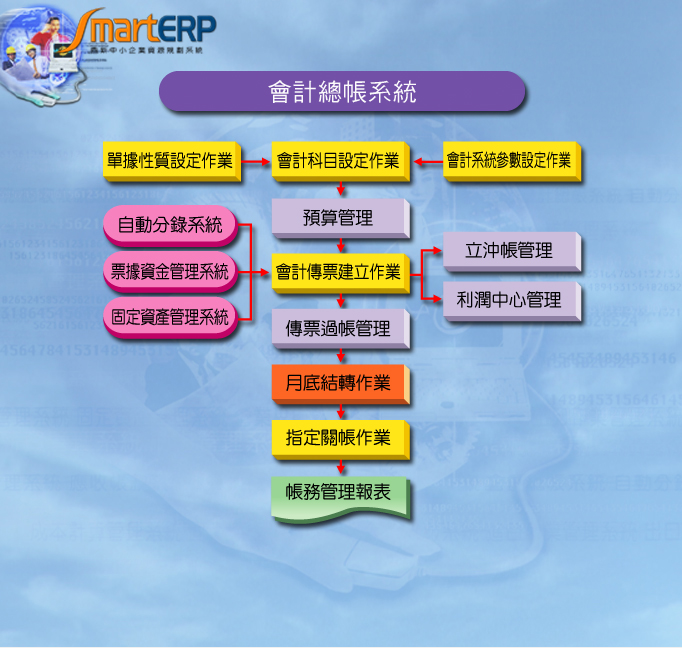 SmartERP
鼎新中小企業資源規劃系統
會計總帳系統
單據性質設定作業
會計科目設定作業
會計系統參數設定作業
預算管理
自動分錄系統
立沖帳管理
票據資金管理系統
會計傳票建立作業
利潤中心管理
固定資產管理系統
傳票過帳管理
月底結轉作業
指定關帳作業
帳務管理報表